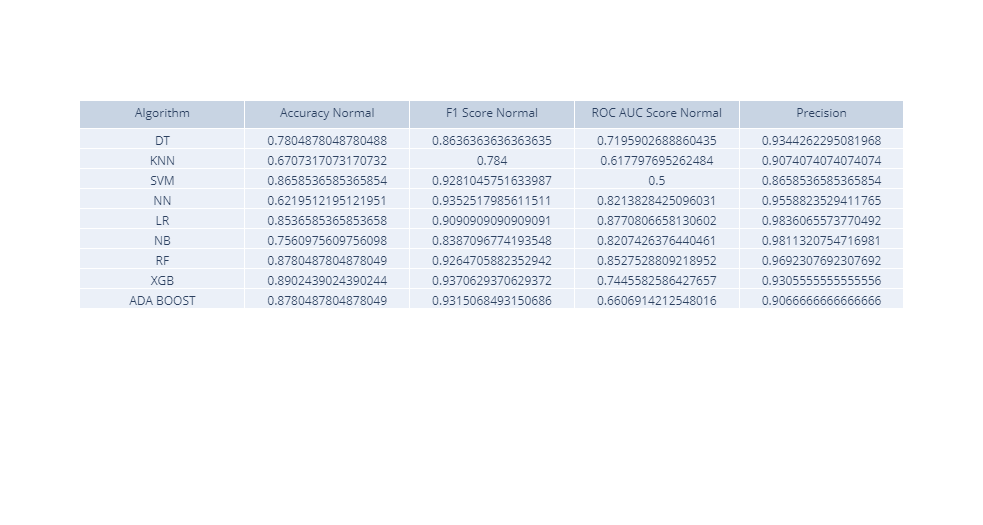 Algorithm Accuracy Normal F1 Score Normal ROC AUC Score Normal Precision
DT 0.7804878048780488 0.8636363636363635 0.7195902688860435 0.9344262295081968
KNN 0.6707317073170732 0.784 0.617797695262484 0.9074074074074074
SVM 0.8658536585365854 0.9281045751633987 0.5 0.8658536585365854
NN 0.6219512195121951 0.9352517985611511 0.8213828425096031 0.9558823529411765
LR 0.8536585365853658 0.9090909090909091 0.8770806658130602 0.9836065573770492
NB 0.7560975609756098 0.8387096774193548 0.8207426376440461 0.9811320754716981
RF 0.8780487804878049 0.9264705882352942 0.8527528809218952 0.9692307692307692
XGB 0.8902439024390244 0.9370629370629372 0.7445582586427657 0.9305555555555556
ADA BOOST 0.8780487804878049 0.9315068493150686 0.6606914212548016 0.9066666666666666